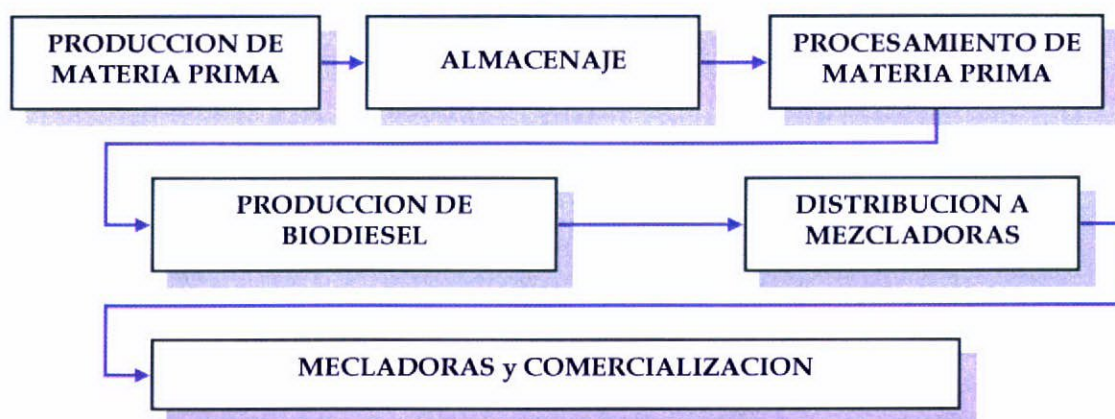 PRODUCCION DE
MATERIA PRIMA
ALMACENAJE
PROCESAMIENTO DE
MATERIA PRIMA
PRODUCCION DE
BIODIESEL
DISTRIBUCION A
MEZCLADORAS
MECLADORAS y COMERCIALIZACION